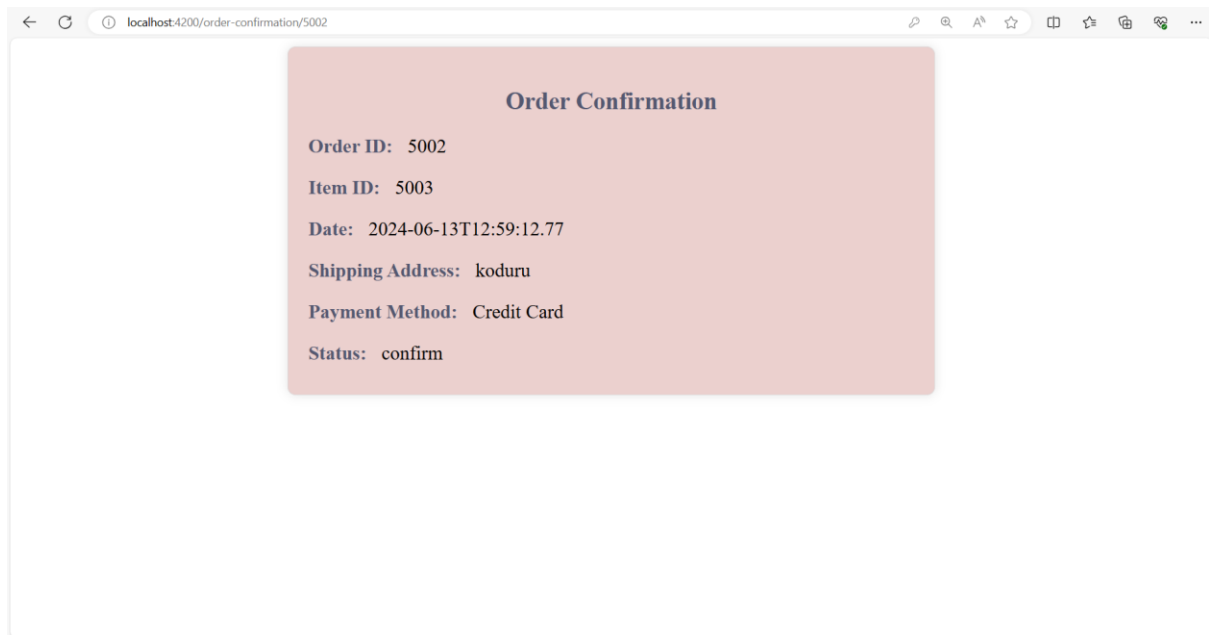 localhost:4200/order-confirmation/5002
Order Confirmation
Order ID: 5002
Item ID: 5003
Date: 2024-06-13T12:59:12.77
Shipping Address: koduru
Payment Method: Credit Card
Status: confirm